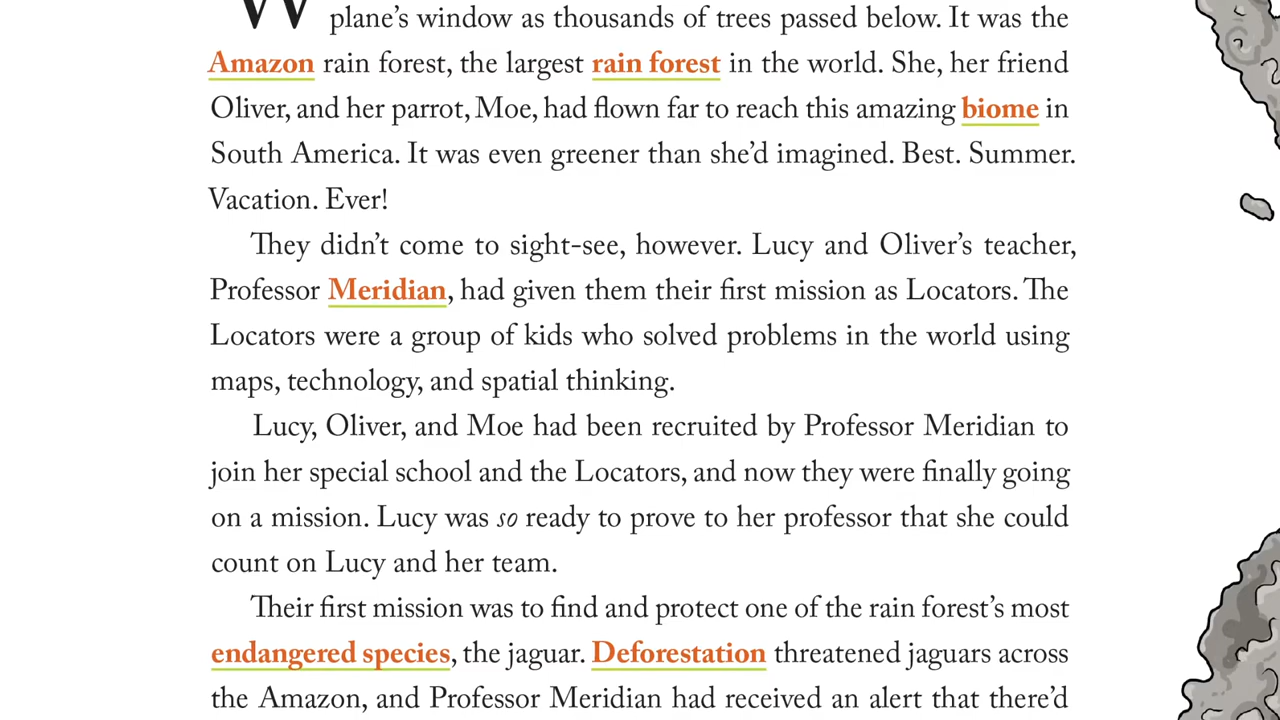 W plane's window as thousands of trees passed below. It was the
Amazon rain forest, the largest rain forest in the world. She, her friend
Oliver, and her parrot, Moe, had flown far to reach this amazing biome in
South America. It was even greener than she'd imagined. Best. Summer.
Vacation. Ever!
They didn't come to sight-see, however. Lucy and Oliver's teacher,
Professor Meridian, had given them their first mission as Locators. The
Locators were a group of kids who solved problems in the world using
maps, technology, and spatial thinking.
Lucy, Oliver, and Moe had been recruited by Professor Meridian to
join her special school and the Locators, and now they were finally going
on a mission. Lucy was so ready to prove to her professor that she could
count on Lucy and her team.
Their first mission was to find and protect one of the rain forest's most
endangered species, the jaguar. Deforestation threatened jaguars across
the Amazon, and Professor Meridian had received an alert that there'd